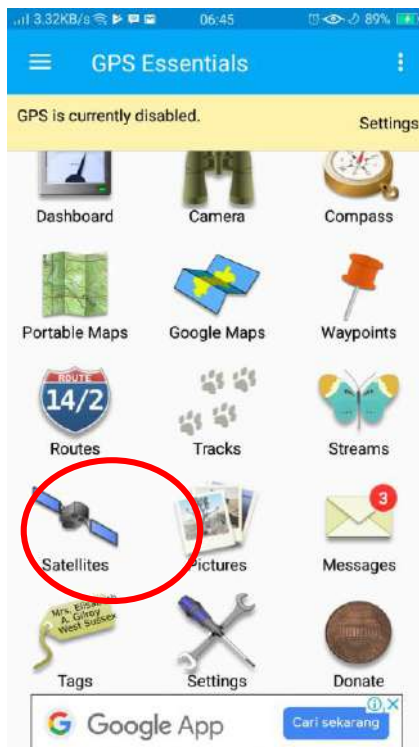 3.32KB/s 06:45 89%
GPS Essentials
GPS is currently disabled.
Settings
Dashboard Camera Compass
Portable Maps Google Maps Waypoints
ROUTE
14/2
Routes Tracks Streams
3
Satellites Pictures Messages
Mrs. Elisabeth
A. Gilroy
West Sussex
Tags Settings Donate
G Google App Cari sekarang